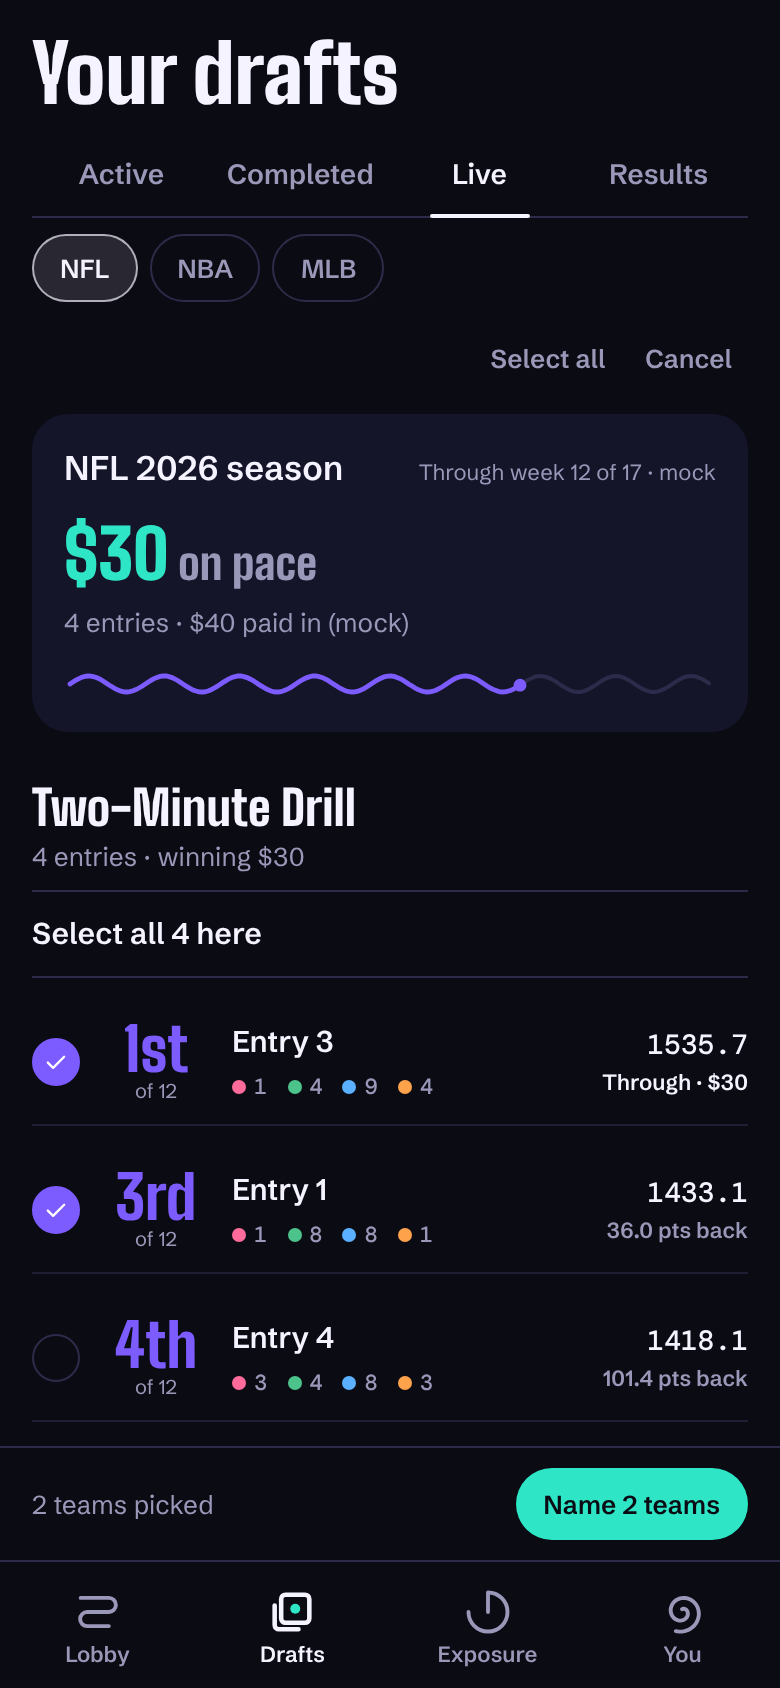 Your drafts
Active Completed Live Results
NFL NBA MLB
Select all Cancel
NFL 2026 season Through week 12 of 17 · mock
$30 on pace
4 entries · $40 paid in (mock)
Two-Minute Drill
4 entries · winning $30
Select all 4 here
1st Entry 3 1535.7
of 12 1 4 9 4 Through · $30
3rd Entry 1 1433.1
of 12 1 8 8 1 36.0 pts back
4th Entry 4 1418.1
of 12 3 4 8 3 101.4 pts back
2 teams picked Name 2 teams
Lobby Drafts Exposure You